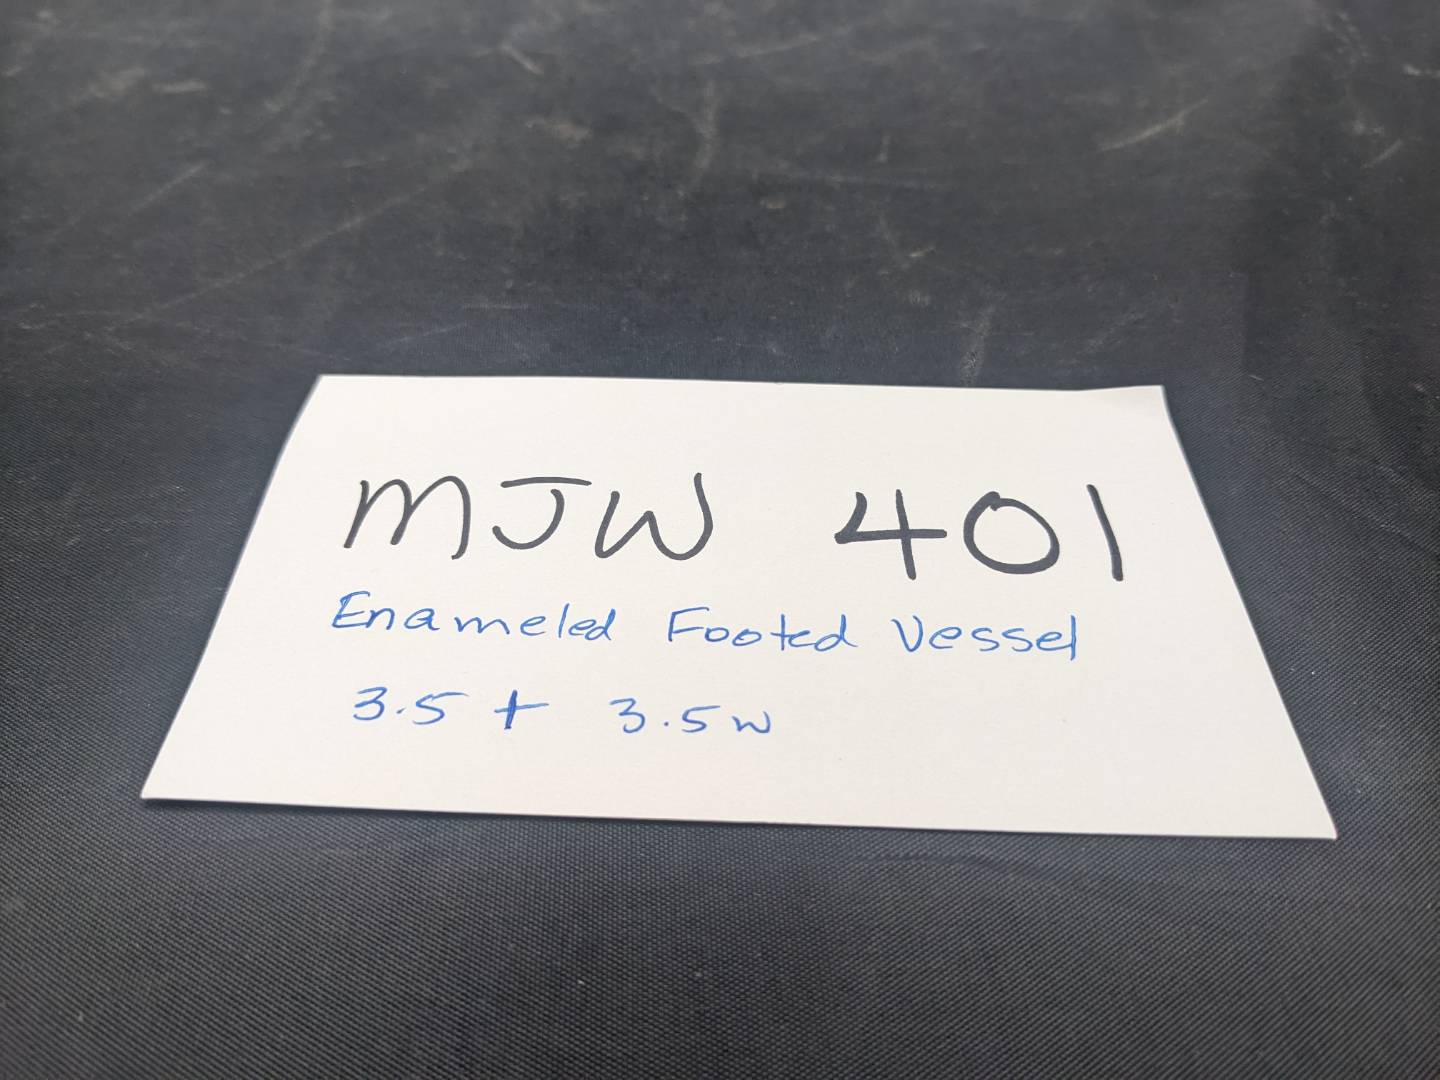 MJW 401
Enameled Footed Vessel
3.5 t 3.5 w